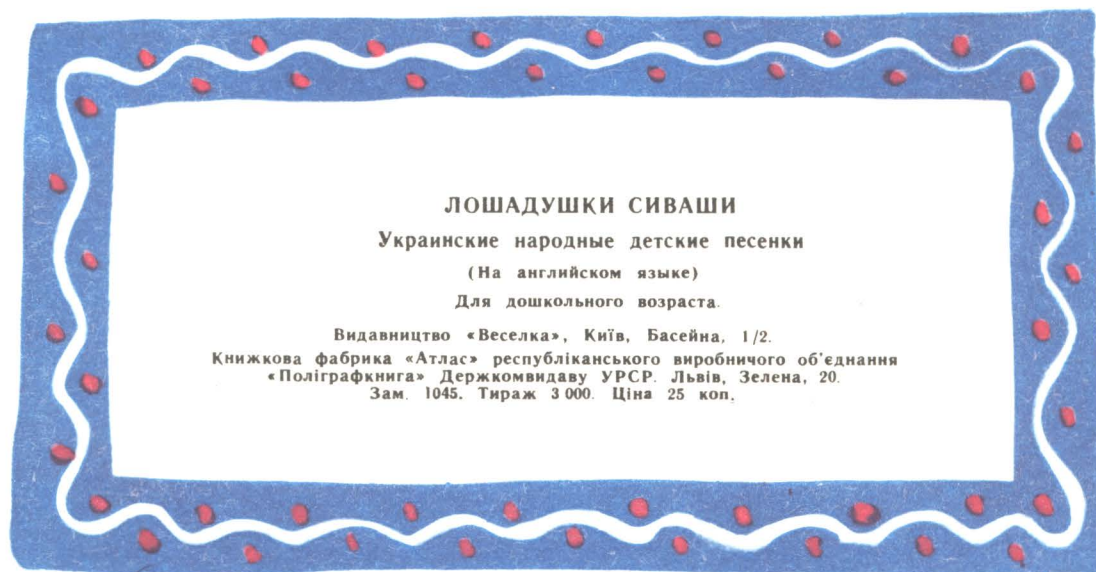 ЛОШАДУШКИ СИВАШИ
Украинские народные детские песенки
(На английском языке)
Для дошкольного возраста.
Видавництво «Веселка», Київ, Басейна, 1/2.
Книжкова фабрика «Атлас» республіканського виробничого об'єднання
«Поліграфкнига» Держкомвидаву УРСР. Львів, Зелена, 20.
Зам. 1045. Тираж 3 000. Ціна 25 коп.